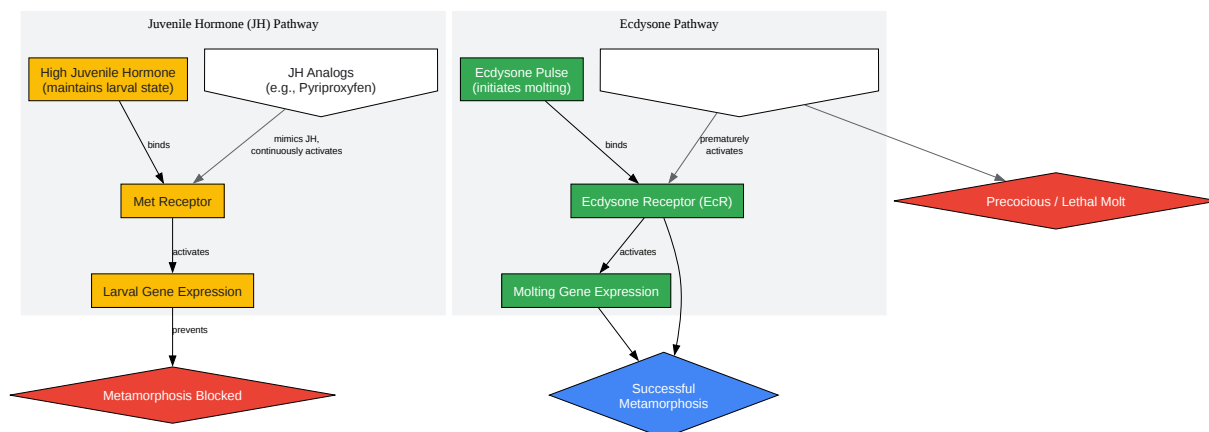 Juvenile Hormone (JH) Pathway
High Juvenile Hormone
(maintains larval state)
JH Analogs
(e.g., Pyriproxyfen)
binds
mimics JH,
continuously activates
Met Receptor
activates
Larval Gene Expression
prevents
Metamorphosis Blocked
Ecdysone Pathway
Ecdysone Pulse
(initiates molting)
binds
prematurely
activates
Ecdysone Receptor (EcR)
activates
Molting Gene Expression
Successful
Metamorphosis
Precocious / Lethal Molt